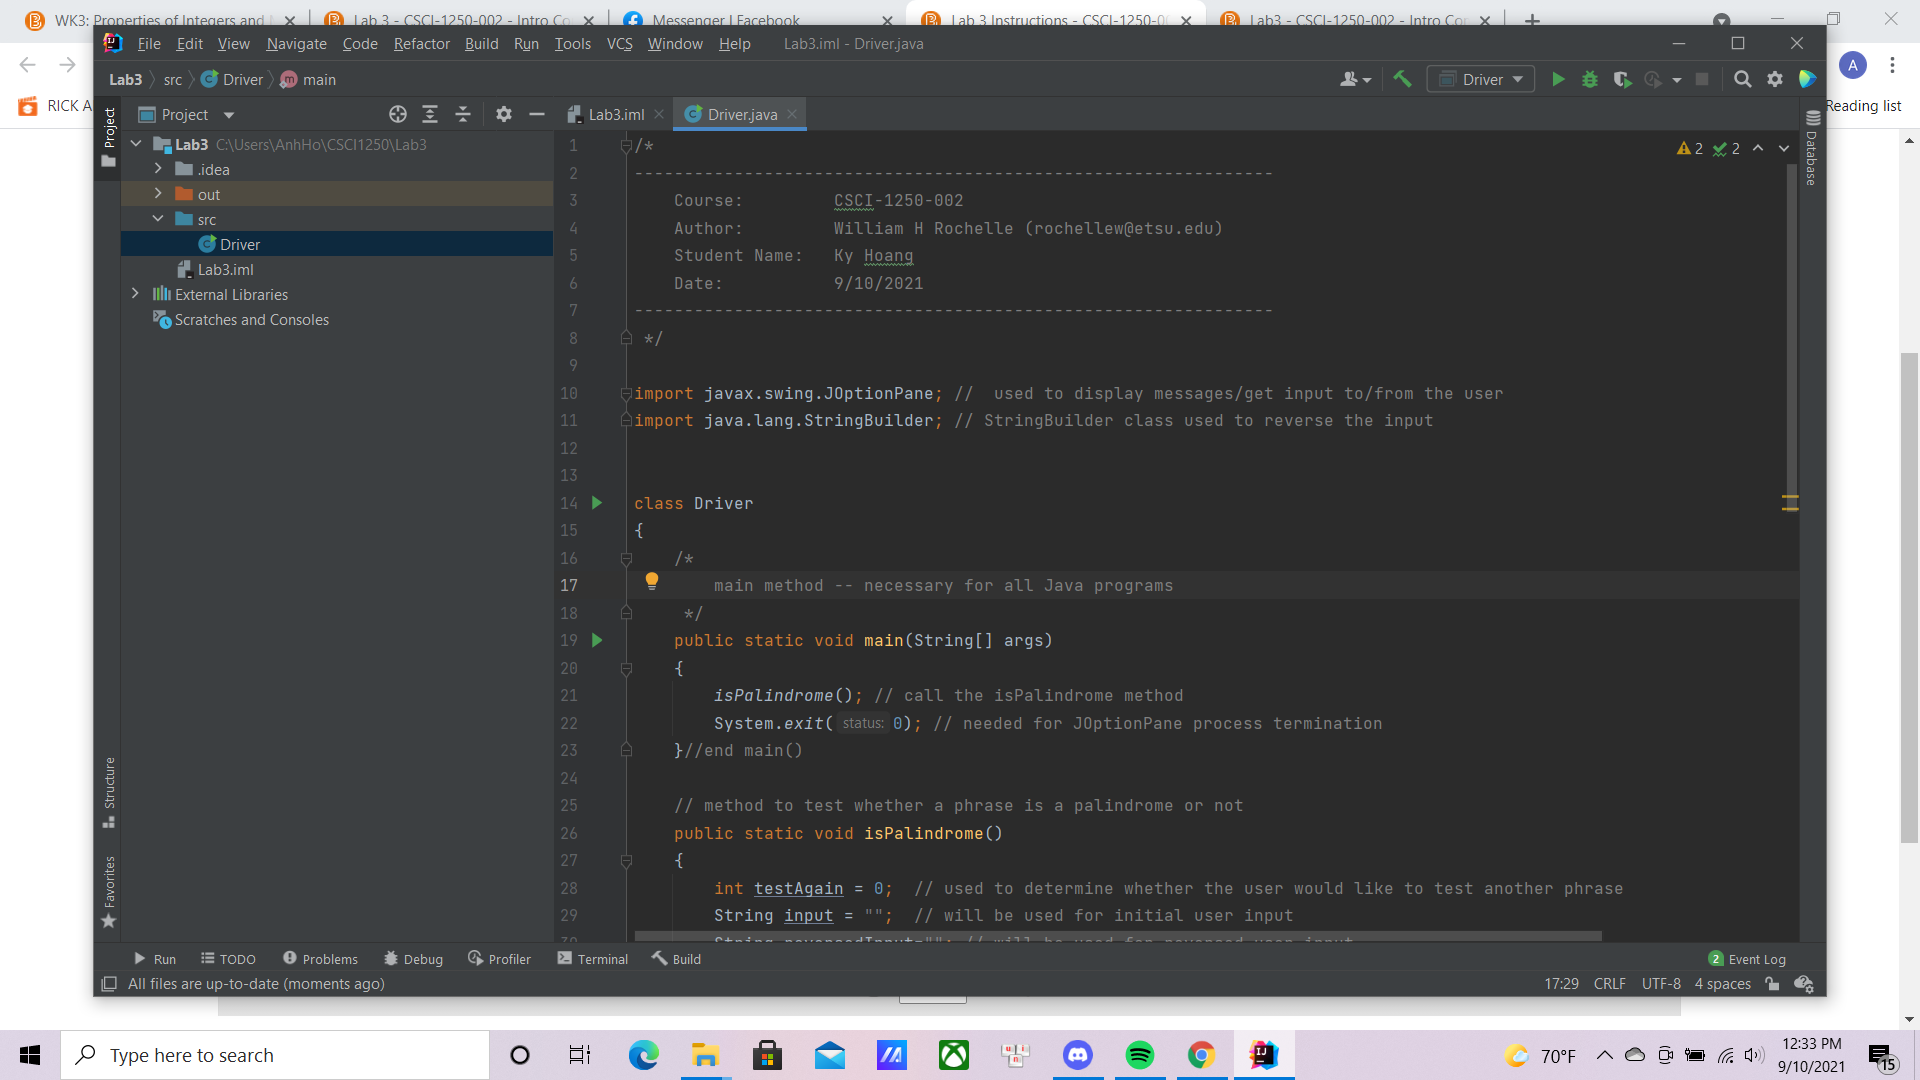 WK3: Properties of Integers and
Lab 3 - CSCI-1250-002 - Intro Co
Messenger | Facebook
Lab 3 Instructions - CSCI-1250-00
Lab3 - CSCI-1250-002 - Intro Con
File Edit View Navigate Code Refactor Build Run Tools VCS Window Help Lab3.iml - Driver.java
Lab3 src Driver main
Driver
A
RICK A
Reading list
Project
Project
Lab3.iml
Driver.java
Database
Lab3 C:\Users\AnhHo\CSCI1250\Lab3
.idea
out
src
Driver
Lab3.iml
External Libraries
Scratches and Consoles
2 2
1 /*
2 ----------------------------------------------------------------
3 Course: CSCI-1250-002
4 Author: William H Rochelle (rochellew@etsu.edu)
5 Student Name: Ky Hoang
6 Date: 9/10/2021
7 ----------------------------------------------------------------
8 */
9
10 import javax.swing.JOptionPane; //  used to display messages/get input to/from the user
11 import java.lang.StringBuilder; // StringBuilder class used to reverse the input
12
13
14 class Driver
15 {
16 /*
17 main method -- necessary for all Java programs
18 */
19 public static void main(String[] args)
20 {
21 isPalindrome(); // call the isPalindrome method
22 System.exit( status: 0); // needed for JOptionPane process termination
23 }//end main()
24
25 // method to test whether a phrase is a palindrome or not
26 public static void isPalindrome()
27 {
28 int testAgain = 0;  // used to determine whether the user would like to test another phrase
29 String input = "";  // will be used for initial user input
30 String reversedInput=""; // will be used for reversed user input
Structure
Favorites
Run TODO Problems Debug Profiler Terminal Build
2 Event Log
All files are up-to-date (moments ago)
17:29 CRLF UTF-8 4 spaces
Type here to search
70°F
12:33 PM
9/10/2021
15